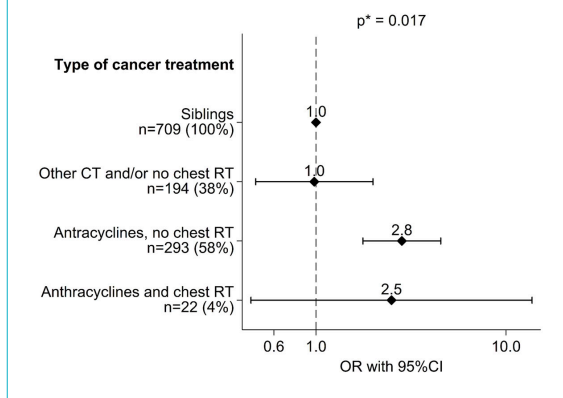 p* = 0.017
Type of cancer treatment
Siblings
n=709 (100%)
1.0
Other CT and/or no chest RT
n=194 (38%)
1.0
Antracyclines, no chest RT
n=293 (58%)
2.8
Anthracyclines and chest RT
n=22 (4%)
2.5
0.6 1.0 10.0
OR with 95%CI